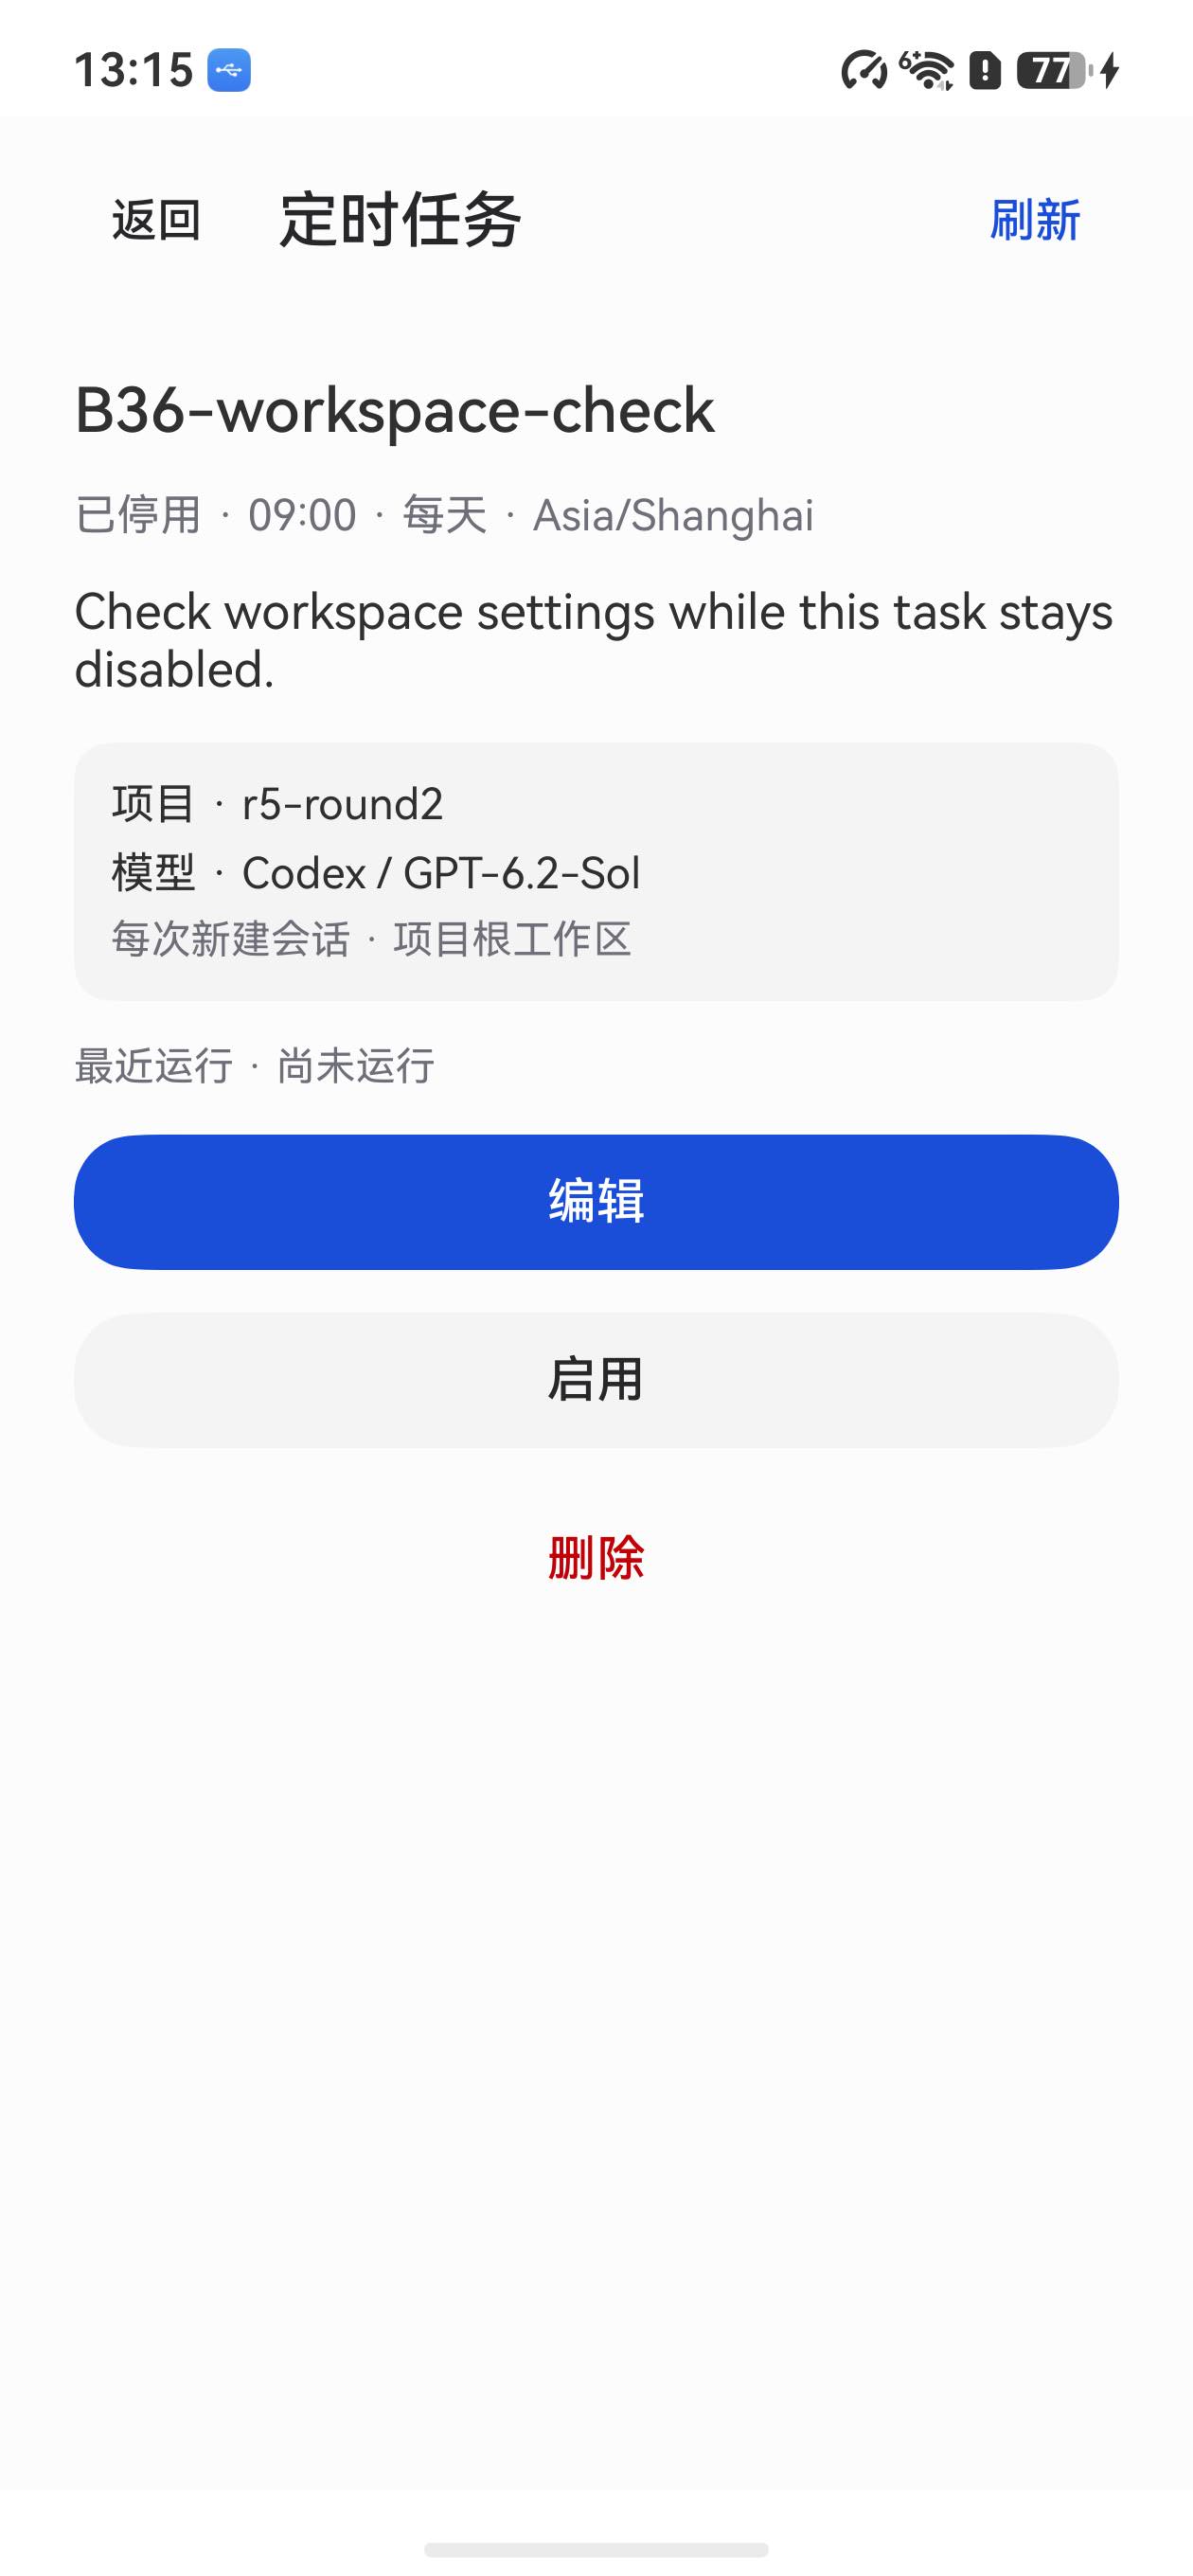 13:15
6+
77
返回
定时任务
刷新
B36-workspace-check
已停用 · 09:00 · 每天 · Asia/Shanghai
Check workspace settings while this task stays
disabled.
项目 · r5-round2
模型 · Codex / GPT-6.2-Sol
每次新建会话 · 项目根工作区
最近运行 · 尚未运行
编辑
启用
删除